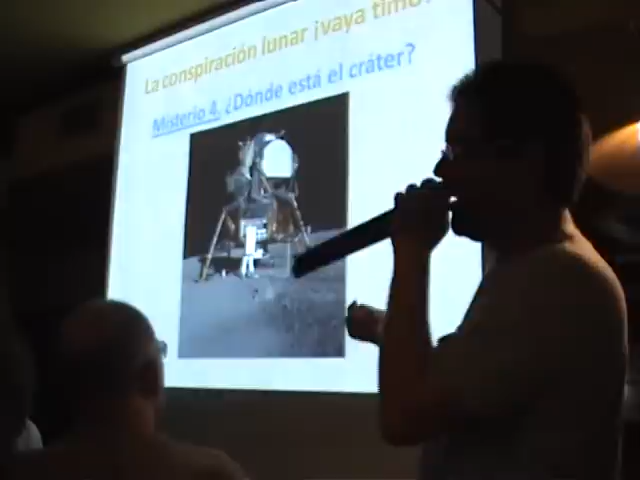 La conspiración lunar ¡vaya timo!
Misterio 4. ¿Dónde está el cráter?